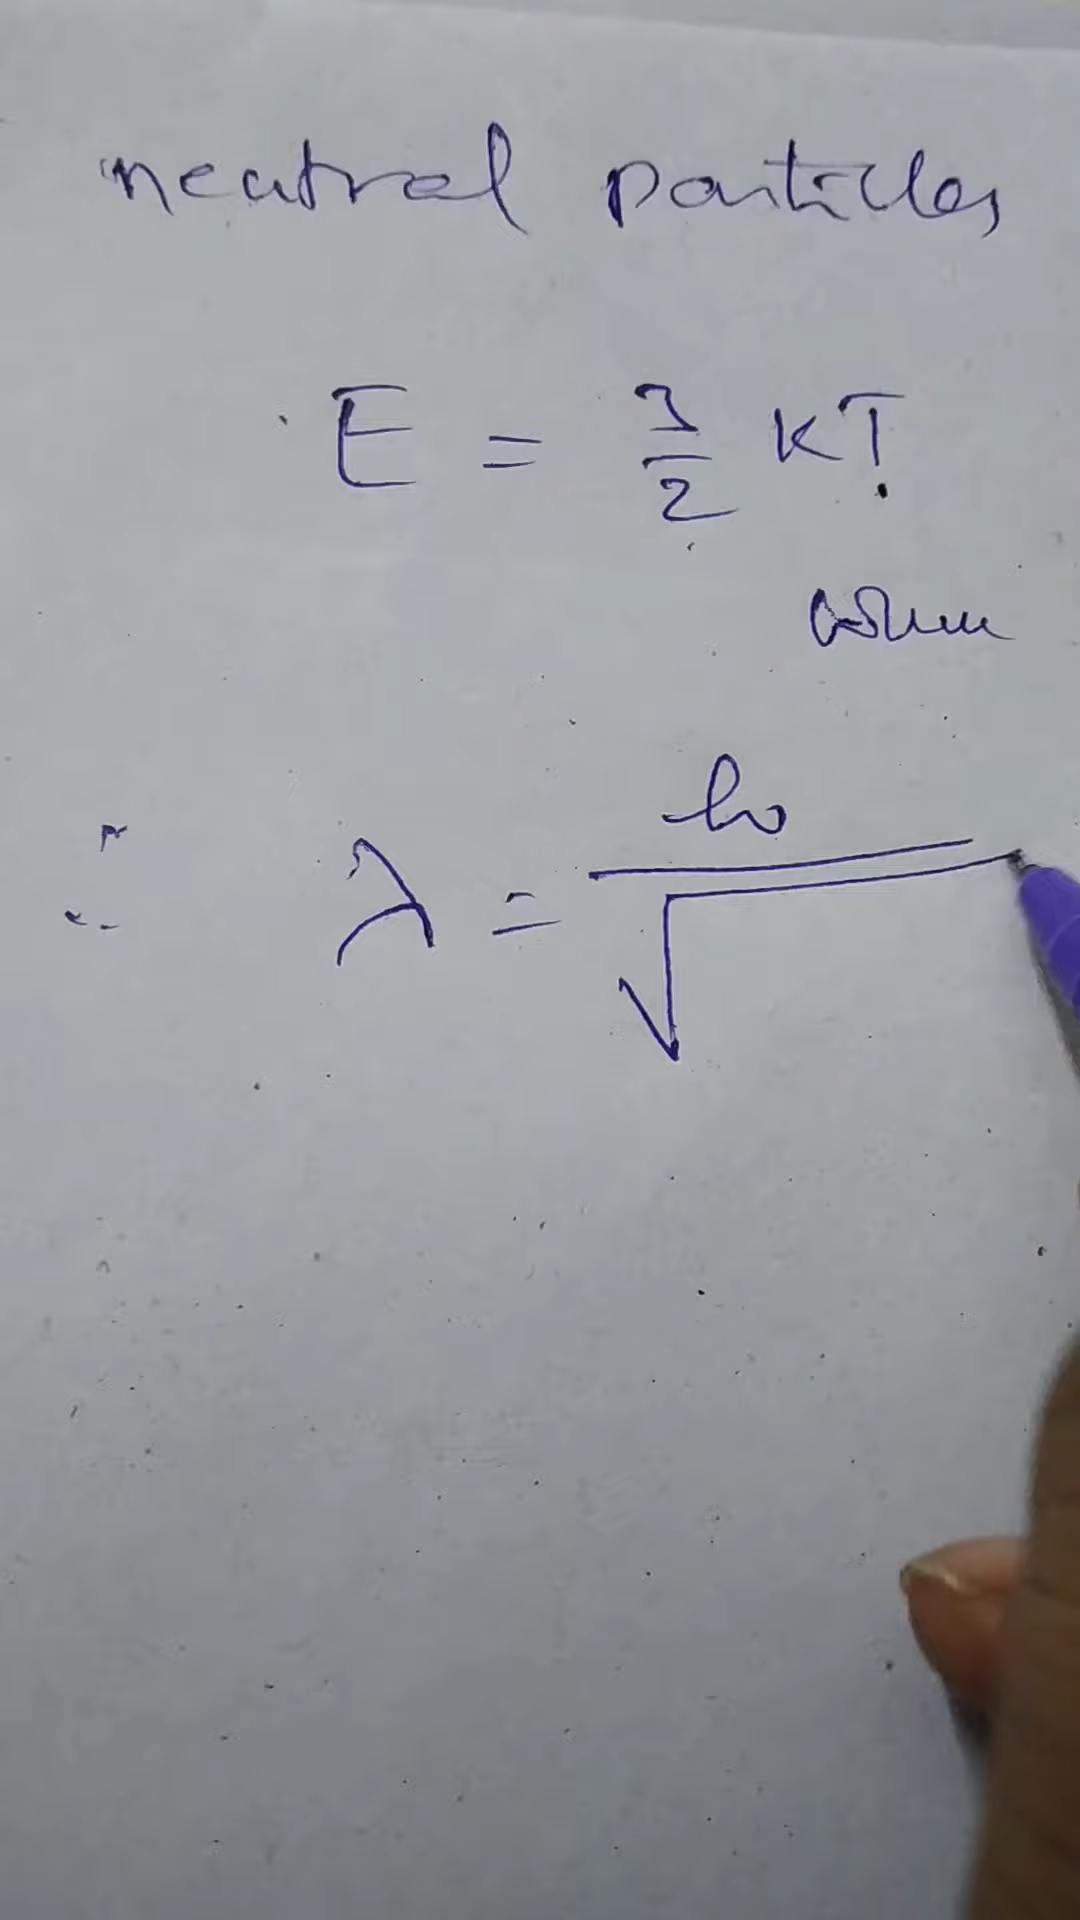 neutral particles
E = 3/2 KT
∴ λ = h/√